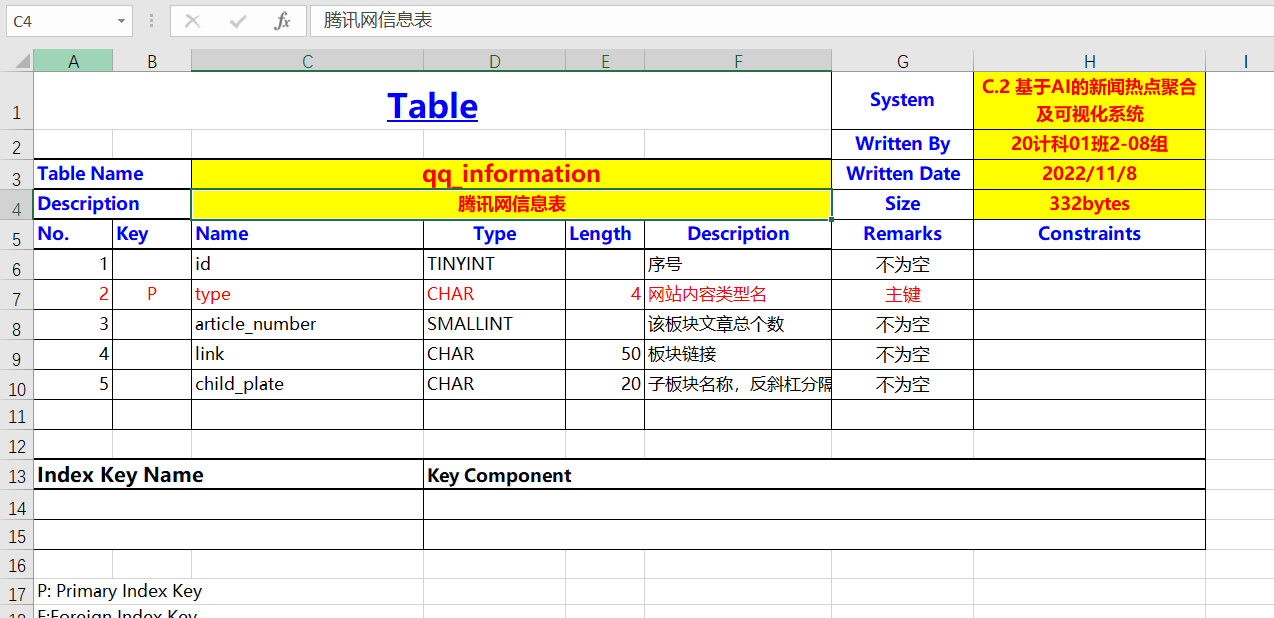 C4 fx 腾讯网信息表
A B C D E F G H I
1 Table System C.2 基于AI的新闻热点聚合
及可视化系统
2 Written By 20计科01班2-08组
3 Table Name qq_information Written Date 2022/11/8
4 Description 腾讯网信息表 Size 332bytes
5 No. Key Name Type Length Description Remarks Constraints
6 1 id TINYINT 序号 不为空
7 2 P type CHAR 4 网站内容类型名 主键
8 3 article_number SMALLINT 该板块文章总个数 不为空
9 4 link CHAR 50 板块链接 不为空
10 5 child_plate CHAR 20 子板块名称，反斜杠分隔 不为空
11
12
13 Index Key Name Key Component
14
15
16
17 P: Primary Index Key
18 F:Foreign Index Key